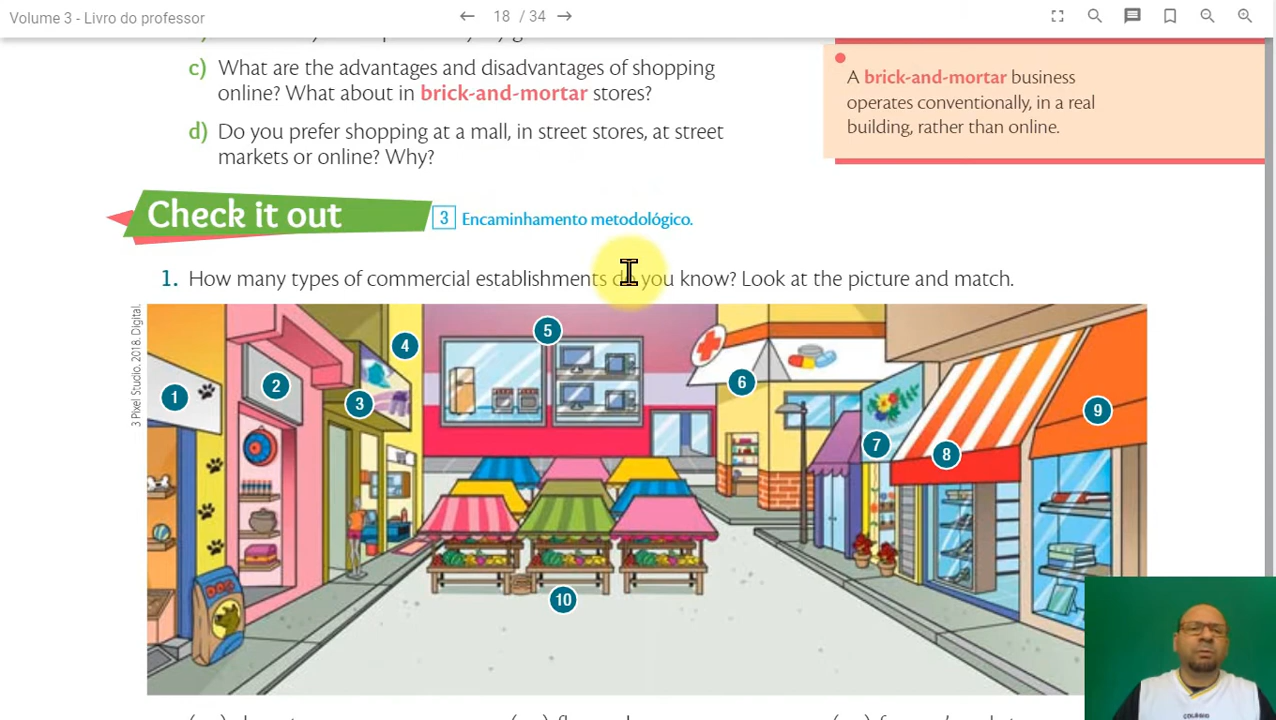 Volume 3 - Livro do professor
18 / 34
c) What are the advantages and disadvantages of shopping
online? What about in brick-and-mortar stores?
d) Do you prefer shopping at a mall, in street stores, at street
markets or online? Why?
A brick-and-mortar business
operates conventionally, in a real
building, rather than online.
Check it out
3 Encaminhamento metodológico.
1. How many types of commercial establishments do you know? Look at the picture and match.
3 Pixel Studio. 2018. Digital.
1
2
3
4
5
6
7
8
9
10
DOG
COLÉGIO